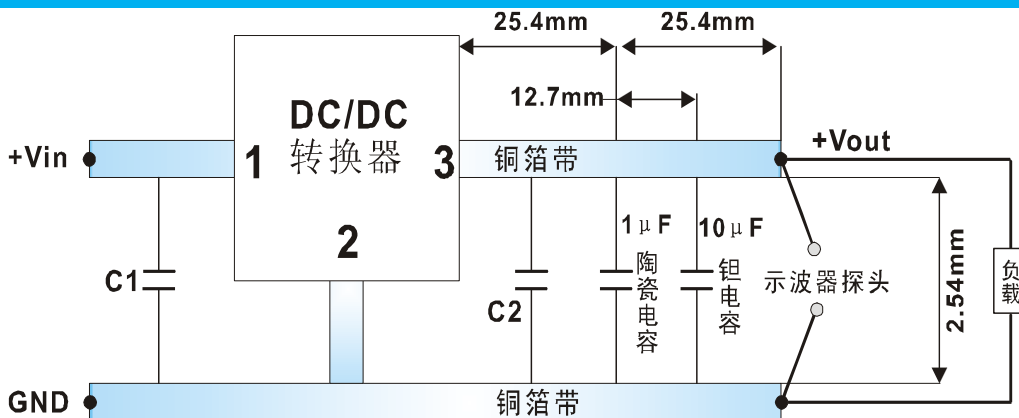 25.4mm
25.4mm
12.7mm
DC/DC
转换器
+Vin
1
3
铜箔带
+Vout
2
C1
C2
1μF
陶瓷电容
10μF
钽电容
示波器探头
2.54mm
负载
GND
铜箔带